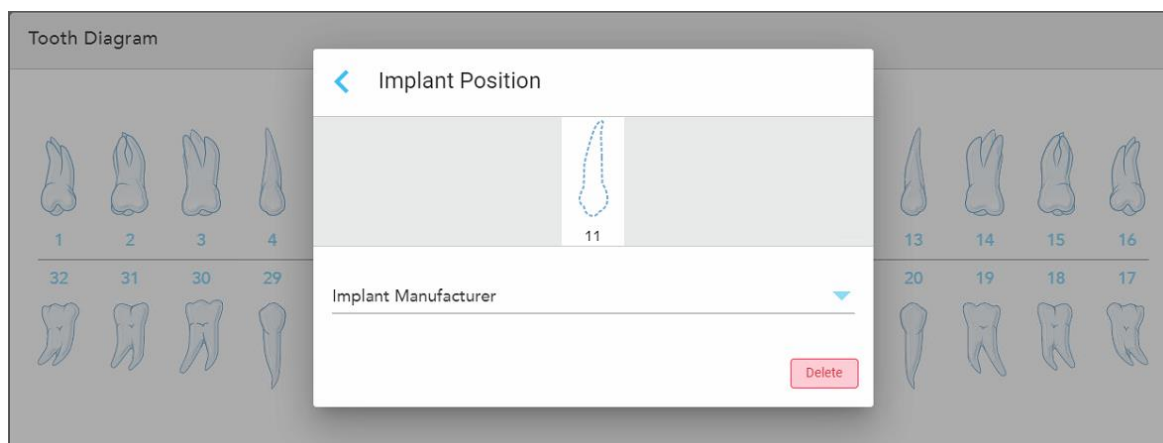 Tooth Diagram
Implant Position
11
1 2 3 4 13 14 15 16
32 31 30 29 20 19 18 17
Implant Manufacturer
Delete